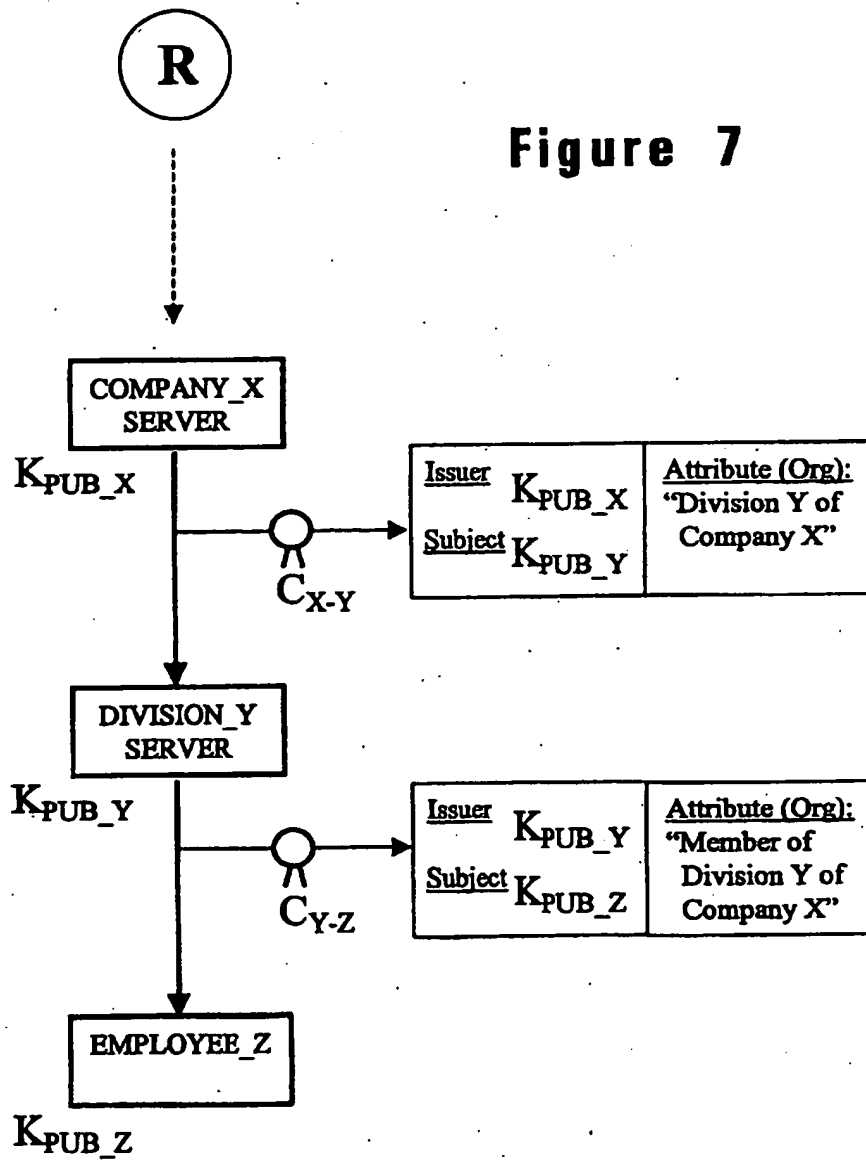 R
Figure 7
COMPANY_X
SERVER
KPUB_X
Issuer KPUB_X
Subject KPUB_Y
Attribute (Org):
“Division Y of
Company X”
CX-Y
DIVISION_Y
SERVER
KPUB_Y
Issuer KPUB_Y
Subject KPUB_Z
Attribute (Org):
“Member of
Division Y of
Company X”
CY-Z
EMPLOYEE_Z
KPUB_Z